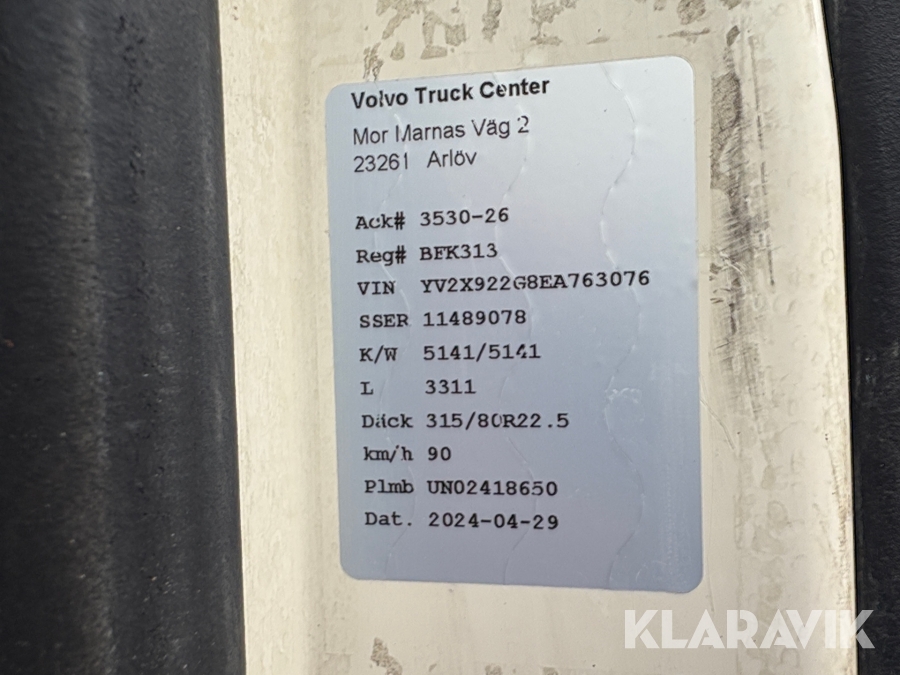 Volvo Truck Center
Mor Marnas Väg 2
23261 Arlöv
Ack# 3530-26
Reg# BFK313
VIN YV2X922G8EA763076
SSER 11489078
K/W 5141/5141
L 3311
Däck 315/80R22.5
km/h 90
Plmb UN02418650
Dat. 2024-04-29
KLARAVIK